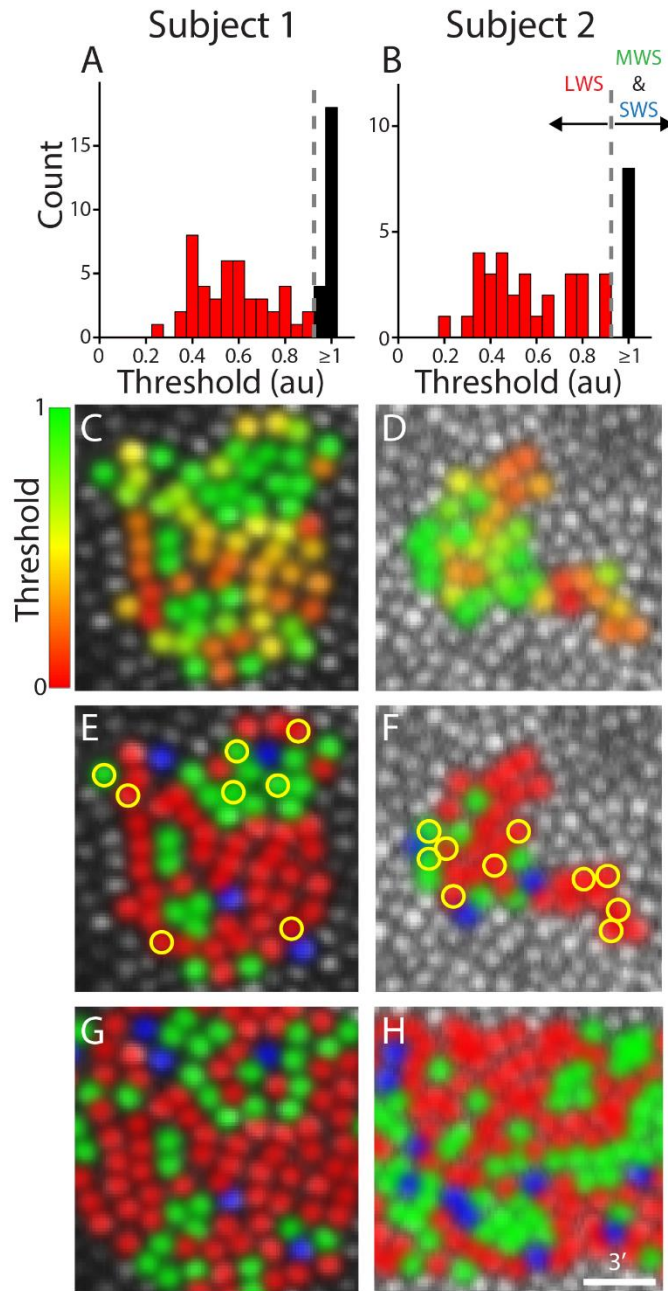 Subject 1
Subject 2
A
B
MWS
LWS
&
SWS
Count
15
10
5
0
10
5
0
0 0.2 0.4 0.6 0.8 ≥1
0 0.2 0.4 0.6 0.8 ≥1
Threshold (au)
Threshold (au)
1
Threshold
0
C
D
E
F
G
H
3’